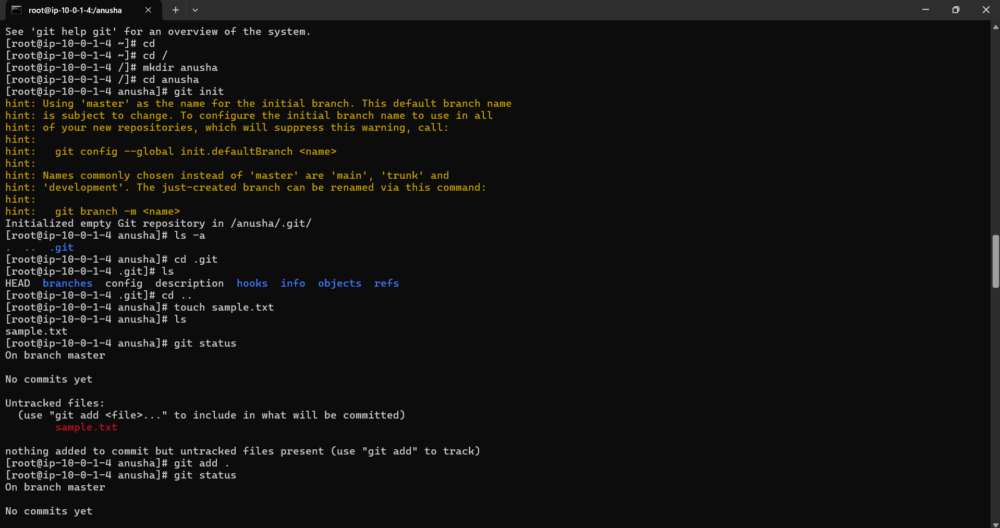 root@ip-10-0-1-4:/anusha
See 'git help git' for an overview of the system.
[root@ip-10-0-1-4 ~]# cd
[root@ip-10-0-1-4 ~]# cd /
[root@ip-10-0-1-4 /]# mkdir anusha
[root@ip-10-0-1-4 /]# cd anusha
[root@ip-10-0-1-4 anusha]# git init
hint: Using 'master' as the name for the initial branch. This default branch name
hint: is subject to change. To configure the initial branch name to use in all
hint: of your new repositories, which will suppress this warning, call:
hint:
hint:   git config --global init.defaultBranch <name>
hint:
hint: Names commonly chosen instead of 'master' are 'main', 'trunk' and
hint: 'development'. The just-created branch can be renamed via this command:
hint:
hint:   git branch -m <name>
Initialized empty Git repository in /anusha/.git/
[root@ip-10-0-1-4 anusha]# ls -a
.  ..  .git
[root@ip-10-0-1-4 anusha]# cd .git
[root@ip-10-0-1-4 .git]# ls
HEAD  branches  config  description  hooks  info  objects  refs
[root@ip-10-0-1-4 .git]# cd ..
[root@ip-10-0-1-4 anusha]# touch sample.txt
[root@ip-10-0-1-4 anusha]# ls
sample.txt
[root@ip-10-0-1-4 anusha]# git status
On branch master
No commits yet
Untracked files:
  (use "git add <file>..." to include in what will be committed)
        sample.txt
nothing added to commit but untracked files present (use "git add" to track)
[root@ip-10-0-1-4 anusha]# git add .
[root@ip-10-0-1-4 anusha]# git status
On branch master
No commits yet